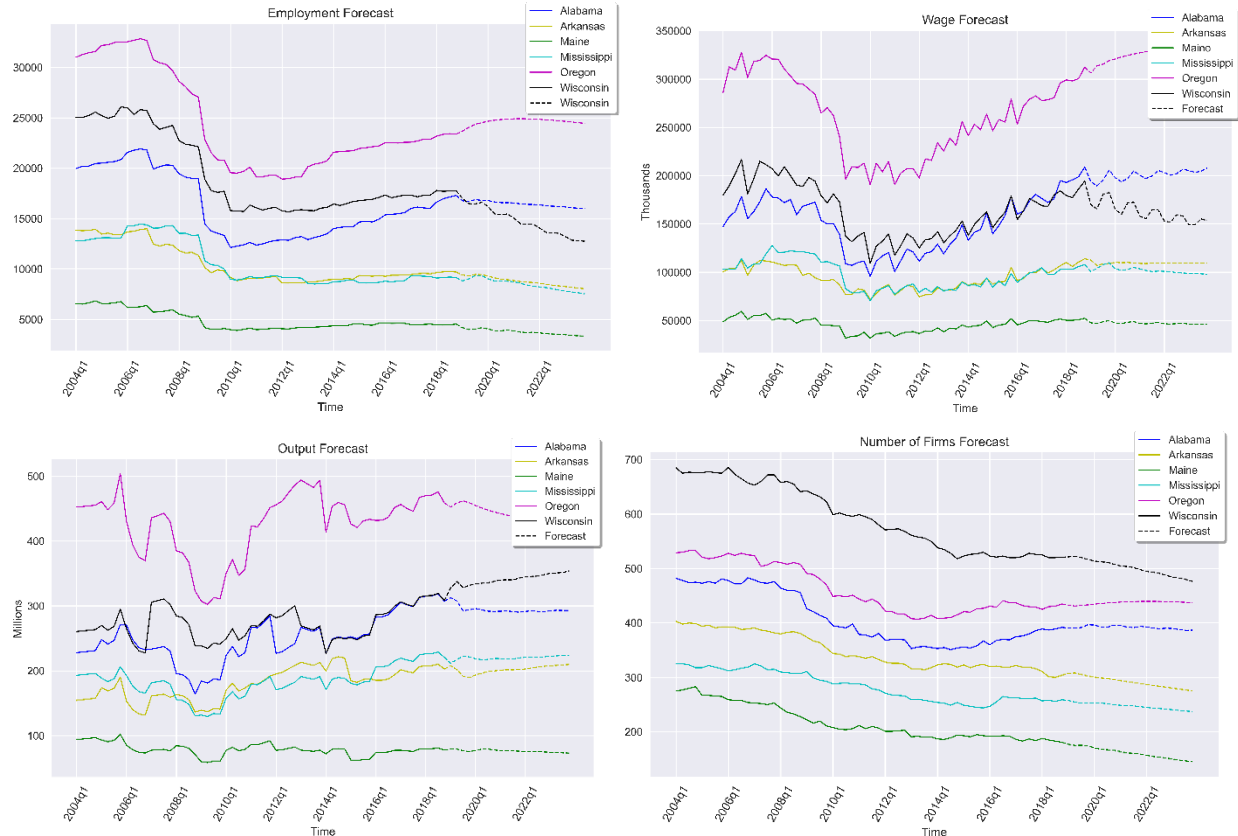 Employment Forecast
Alabama
Arkansas
Maine
Mississippi
Oregon
Wisconsin
Wisconsin
30000
25000
20000
15000
10000
5000
2004q1
2006q1
2008q1
2010q1
2012q1
2014q1
2016q1
2018q1
2020q1
2022q1
Time
Wage Forecast
Alabama
Arkansas
Maino
Mississippi
Oregon
Wisconsin
Forecast
350000
300000
250000
200000
150000
100000
50000
Thousands
2004q1
2006q1
2008q1
2010q1
2012q1
2014q1
2016q1
2018q1
2020q1
2022q1
Time
Output Forecast
Alabama
Arkansas
Maine
Mississippi
Oregon
Wisconsin
Forecast
500
400
300
200
100
Millions
2004q1
2006q1
2008q1
2010q1
2012q1
2014q1
2016q1
2018q1
2020q1
2022q1
Time
Number of Firms Forecast
Alabama
Arkansas
Maine
Mississippi
Oregon
Wisconsin
Forecast
700
600
500
400
300
200
2004q1
2006q1
2008q1
2010q1
2012q1
2014q1
2016q1
2018q1
2020q1
2022q1
Time